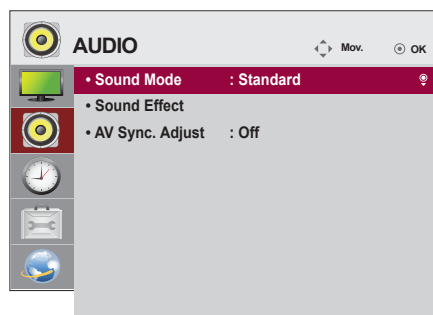 AUDIO
Mov.
OK
• Sound Mode : Standard
• Sound Effect
• AV Sync. Adjust : Off